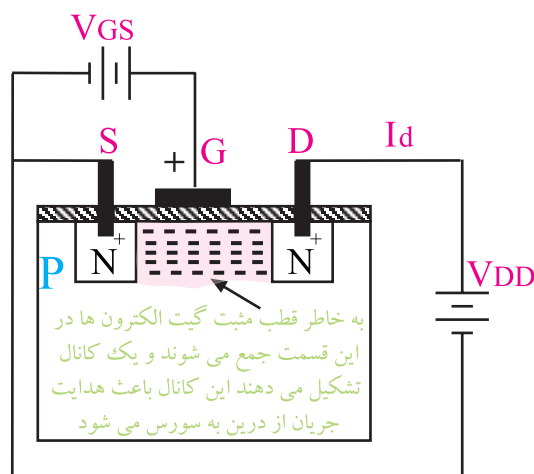 VGS
S
+
G
D
Id
P
N+
N+
VDD
به خاطر قطب مثبت گیت الکترون ها در
این قسمت جمع می شوند و یک کانال
تشکیل می دهند این کانال باعث هدایت
جریان از درین به سورس می شود